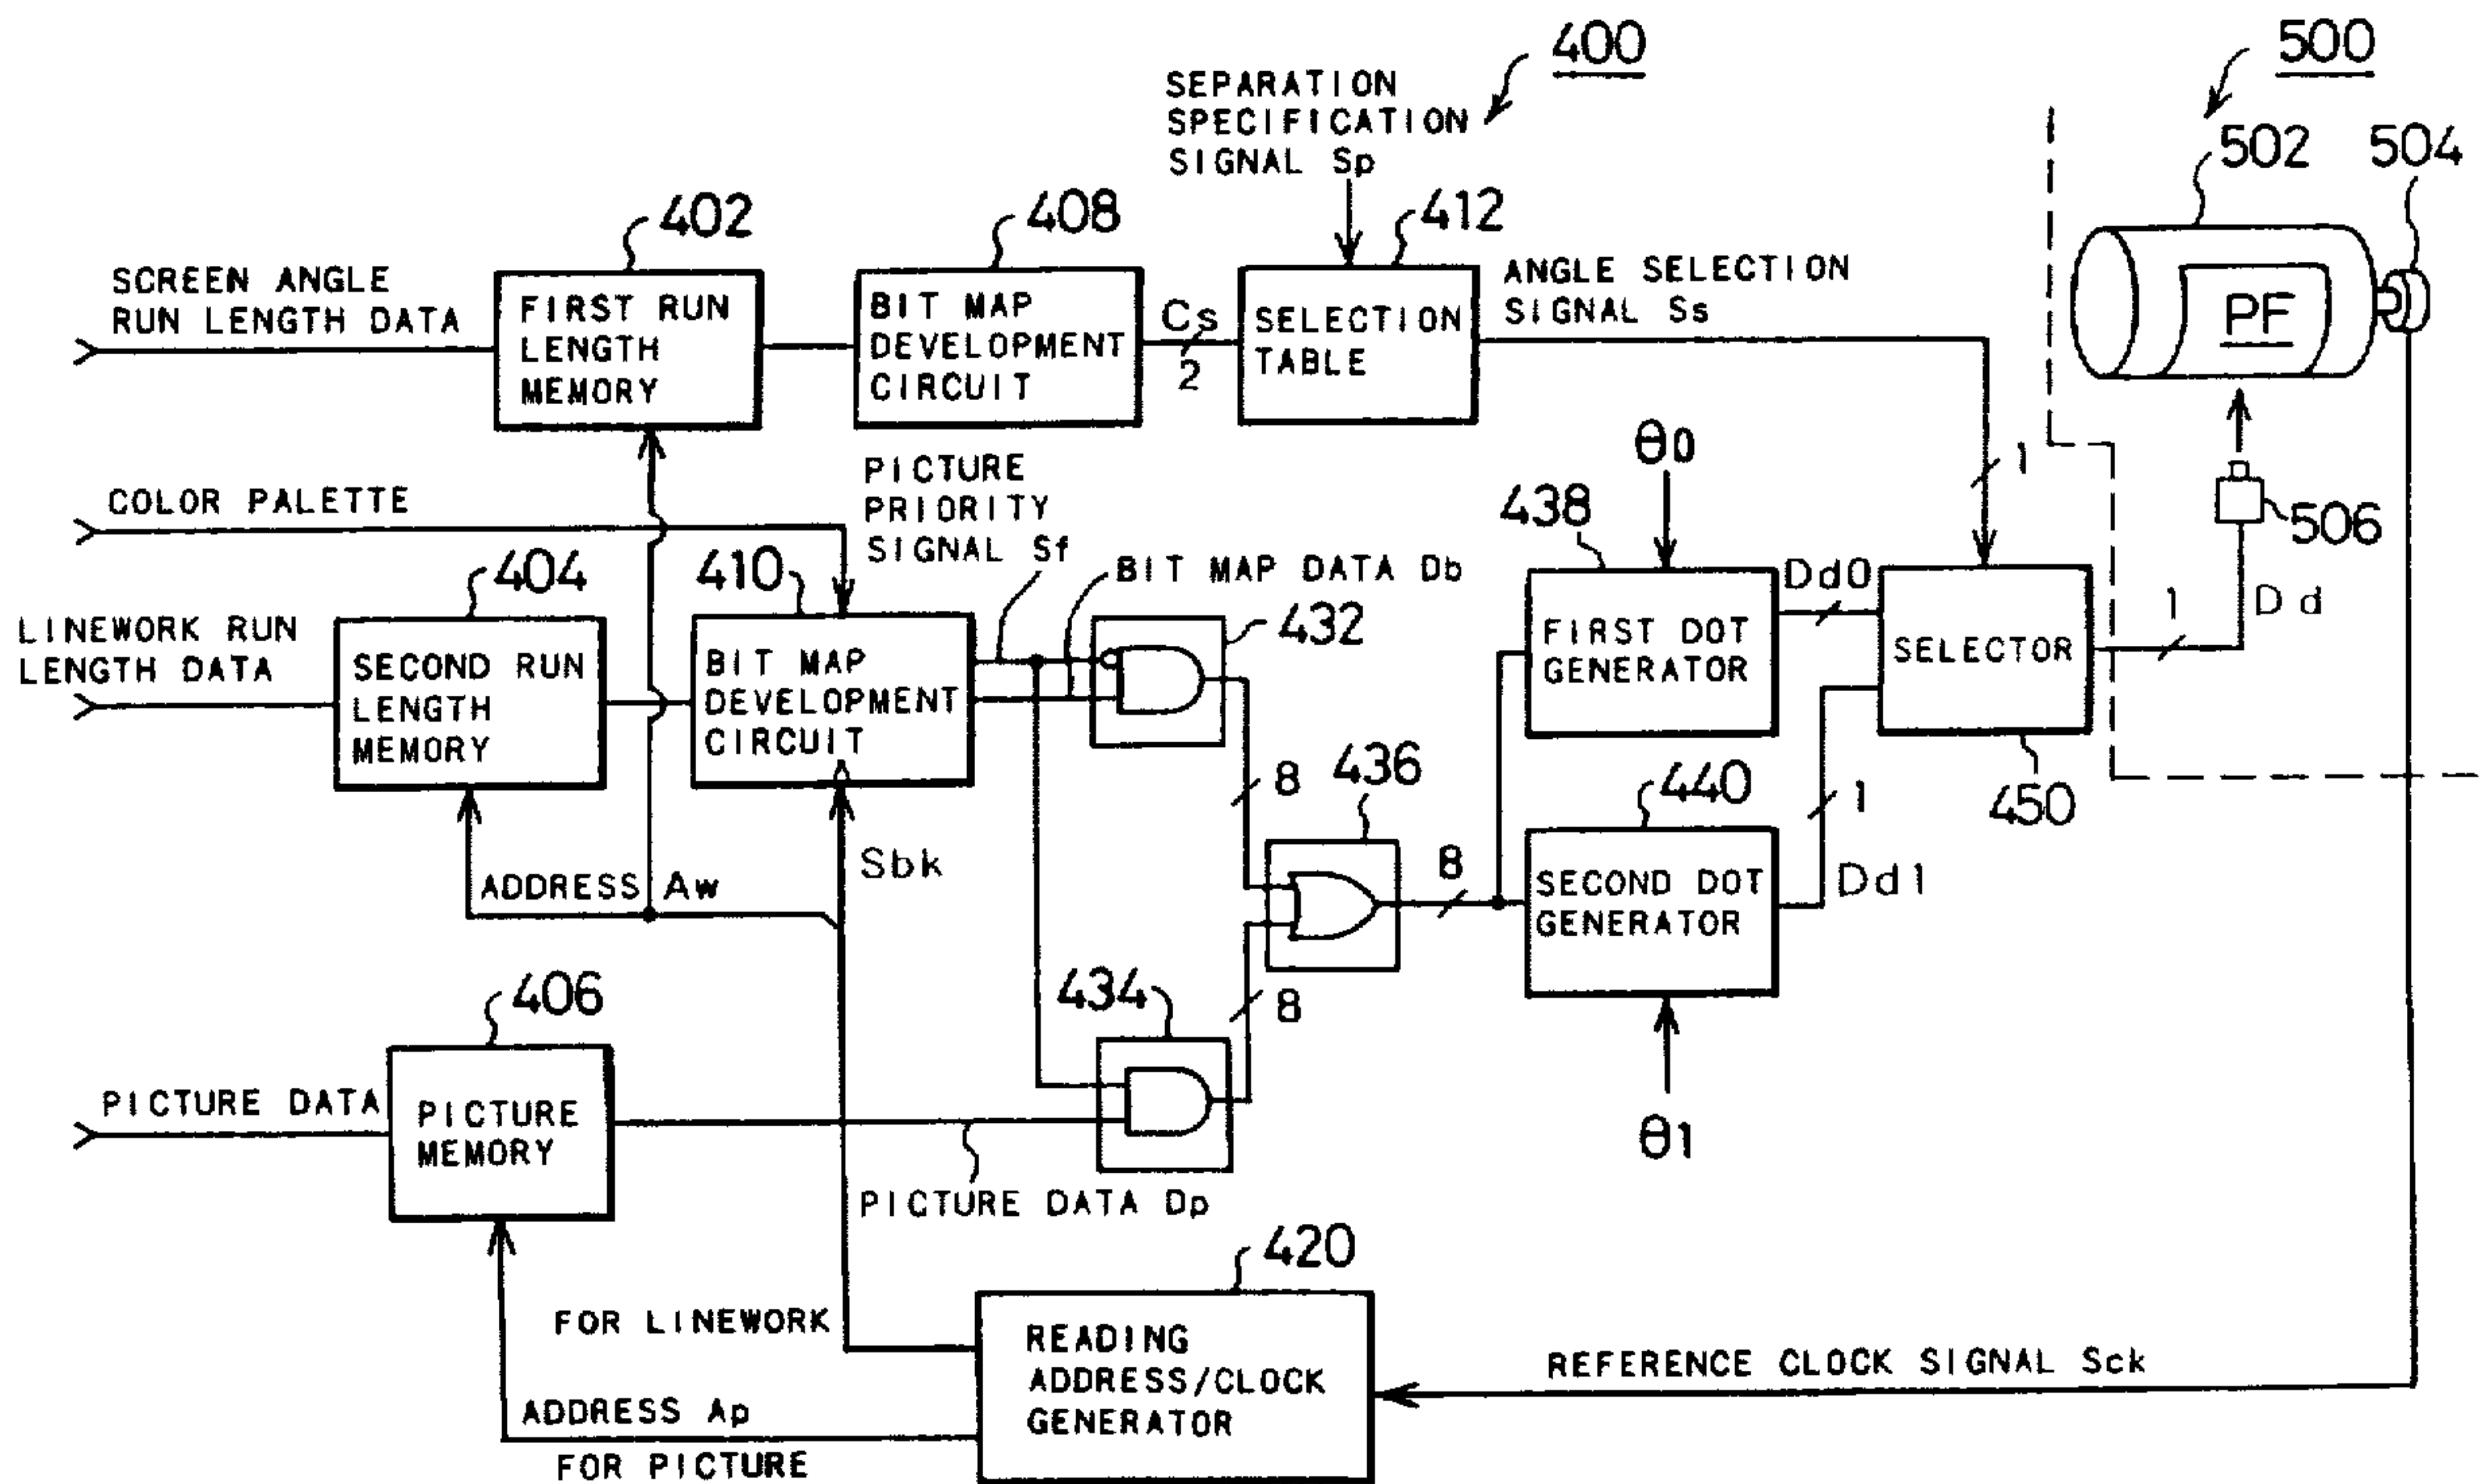 400
500
SEPARATION
SPECIFICATION
SIGNAL Sp
502
504
402
408
412
SCREEN ANGLE
RUN LENGTH DATA
FIRST RUN
LENGTH
MEMORY
BIT MAP
DEVELOPMENT
CIRCUIT
Cs
2
SELECTION
TABLE
ANGLE SELECTION
SIGNAL Ss
PF
1
COLOR PALETTE
PICTURE
PRIORITY
SIGNAL Sf
θ0
438
506
404
410
BIT MAP DATA Db
432
Dd0
LINEWORK RUN
LENGTH DATA
SECOND RUN
LENGTH
MEMORY
BIT MAP
DEVELOPMENT
CIRCUIT
FIRST DOT
GENERATOR
SELECTOR
1
Dd
8
436
440
1
450
ADDRESS Aw
Sbk
8
SECOND DOT
GENERATOR
Dd1
406
434
8
PICTURE DATA
PICTURE
MEMORY
θ1
PICTURE DATA Dp
420
FOR LINEWORK
READING
ADDRESS/CLOCK
GENERATOR
REFERENCE CLOCK SIGNAL Sck
ADDRESS Ap
FOR PICTURE